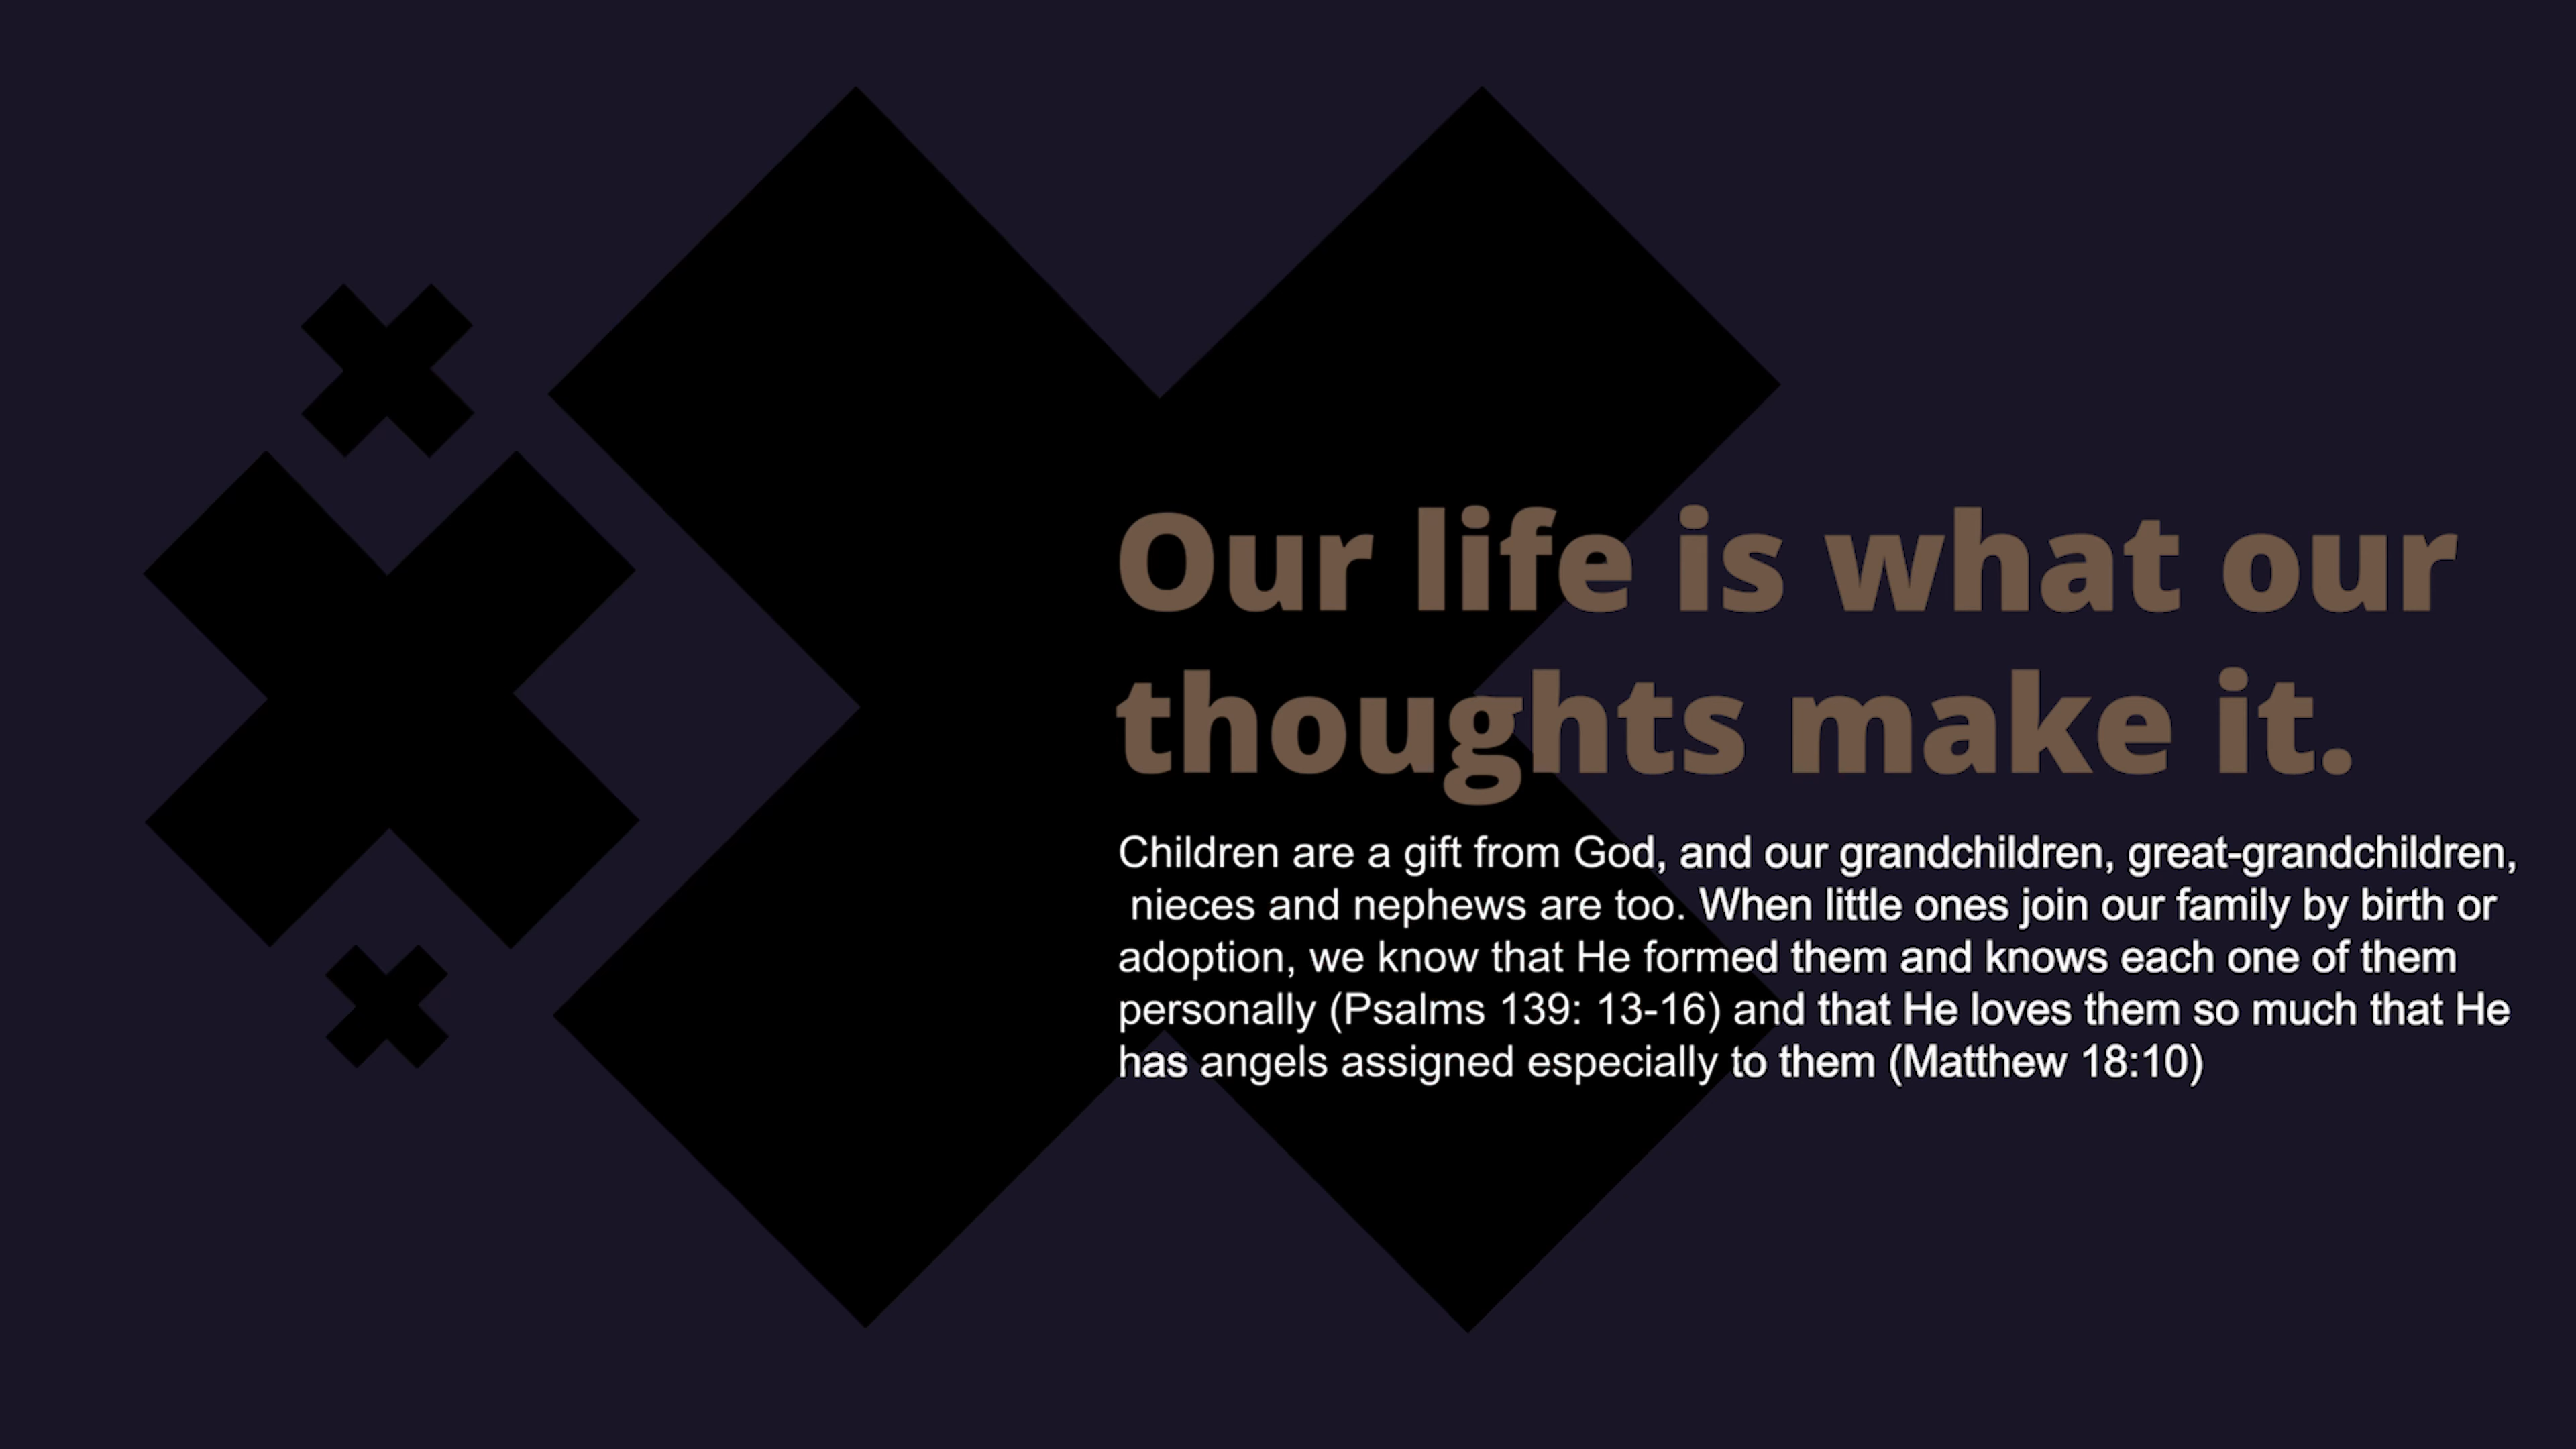 Our life is what our
thoughts make it.
Children are a gift from God, and our grandchildren, great-grandchildren,
nieces and nephews are too. When little ones join our family by birth or
adoption, we know that He formed them and knows each one of them
personally (Psalms 139: 13-16) and that He loves them so much that He
has angels assigned especially to them (Matthew 18:10)